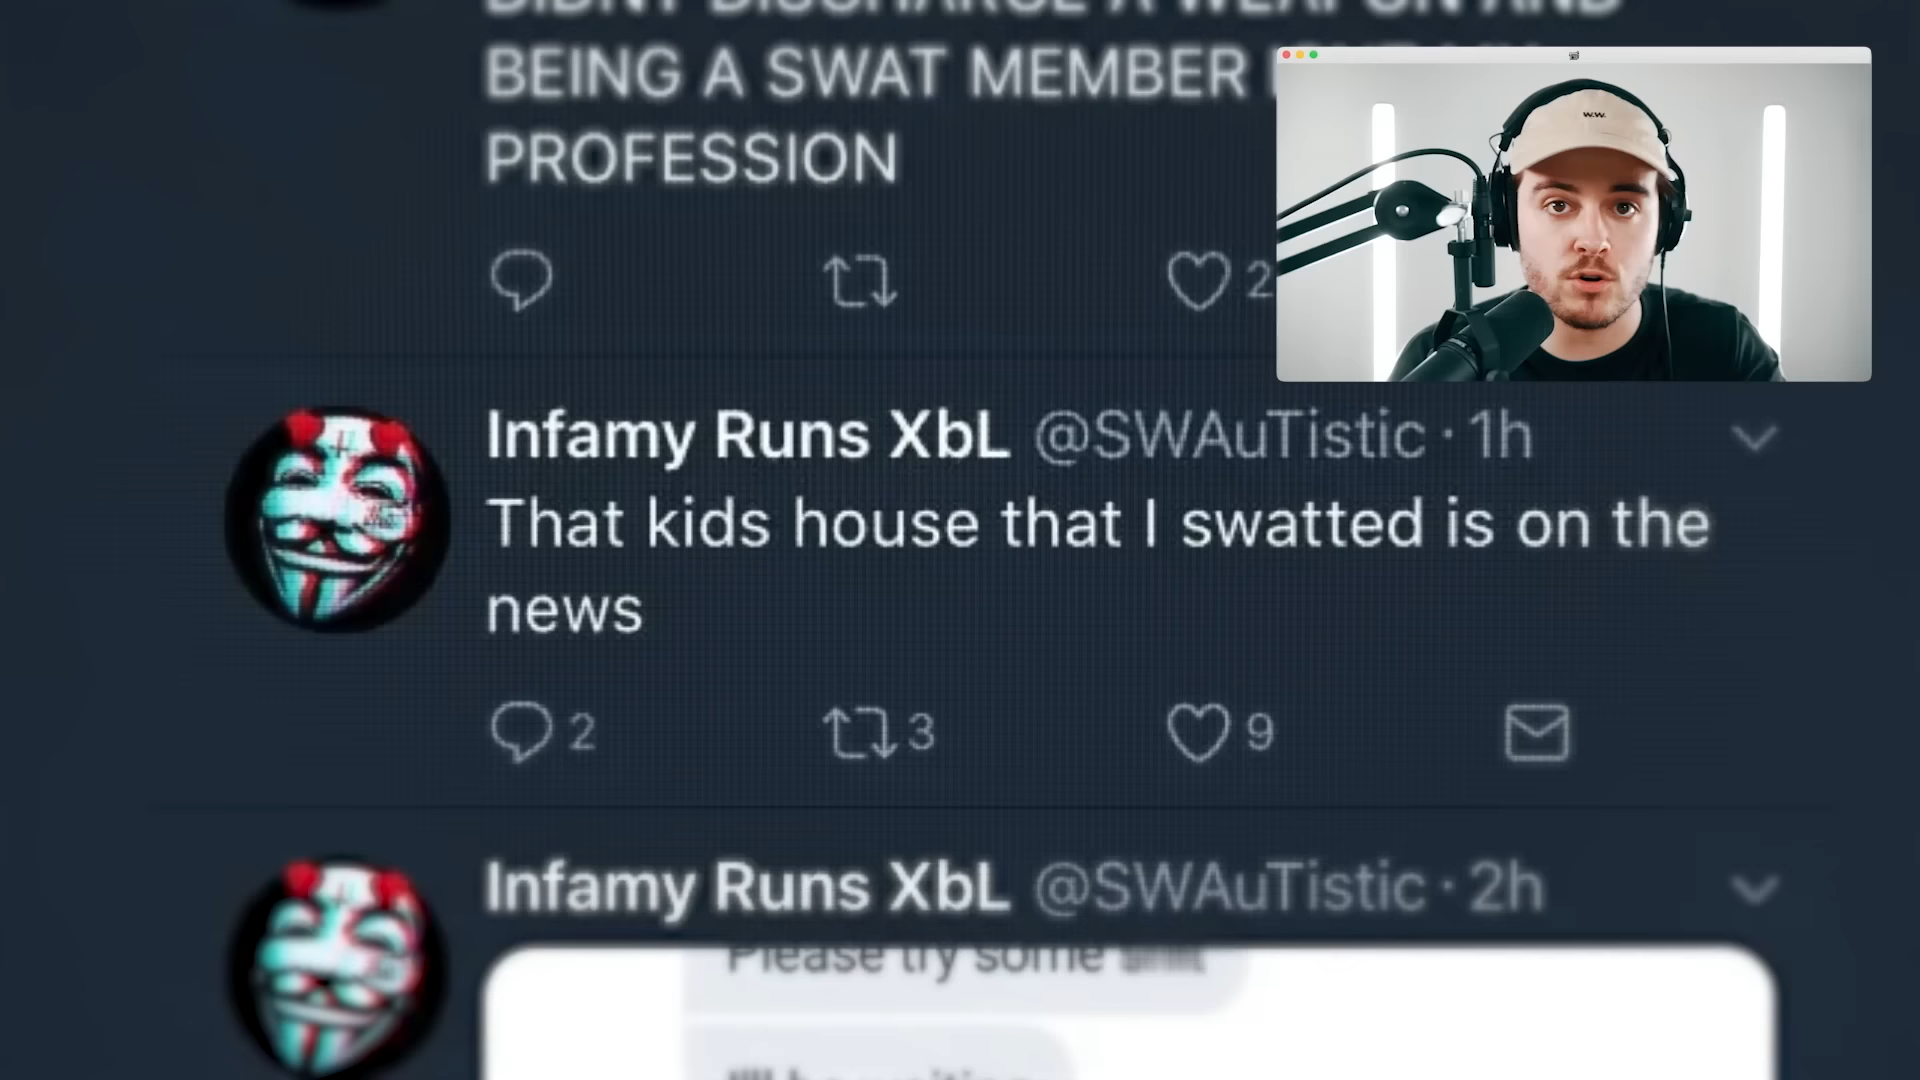 BEING A SWAT MEMBER
PROFESSION
2
W.W.
Infamy Runs XbL @SWAuTistic · 1h
That kids house that I swatted is on the
news
2 3 9
Infamy Runs XbL @SWAuTistic · 2h
Please try some